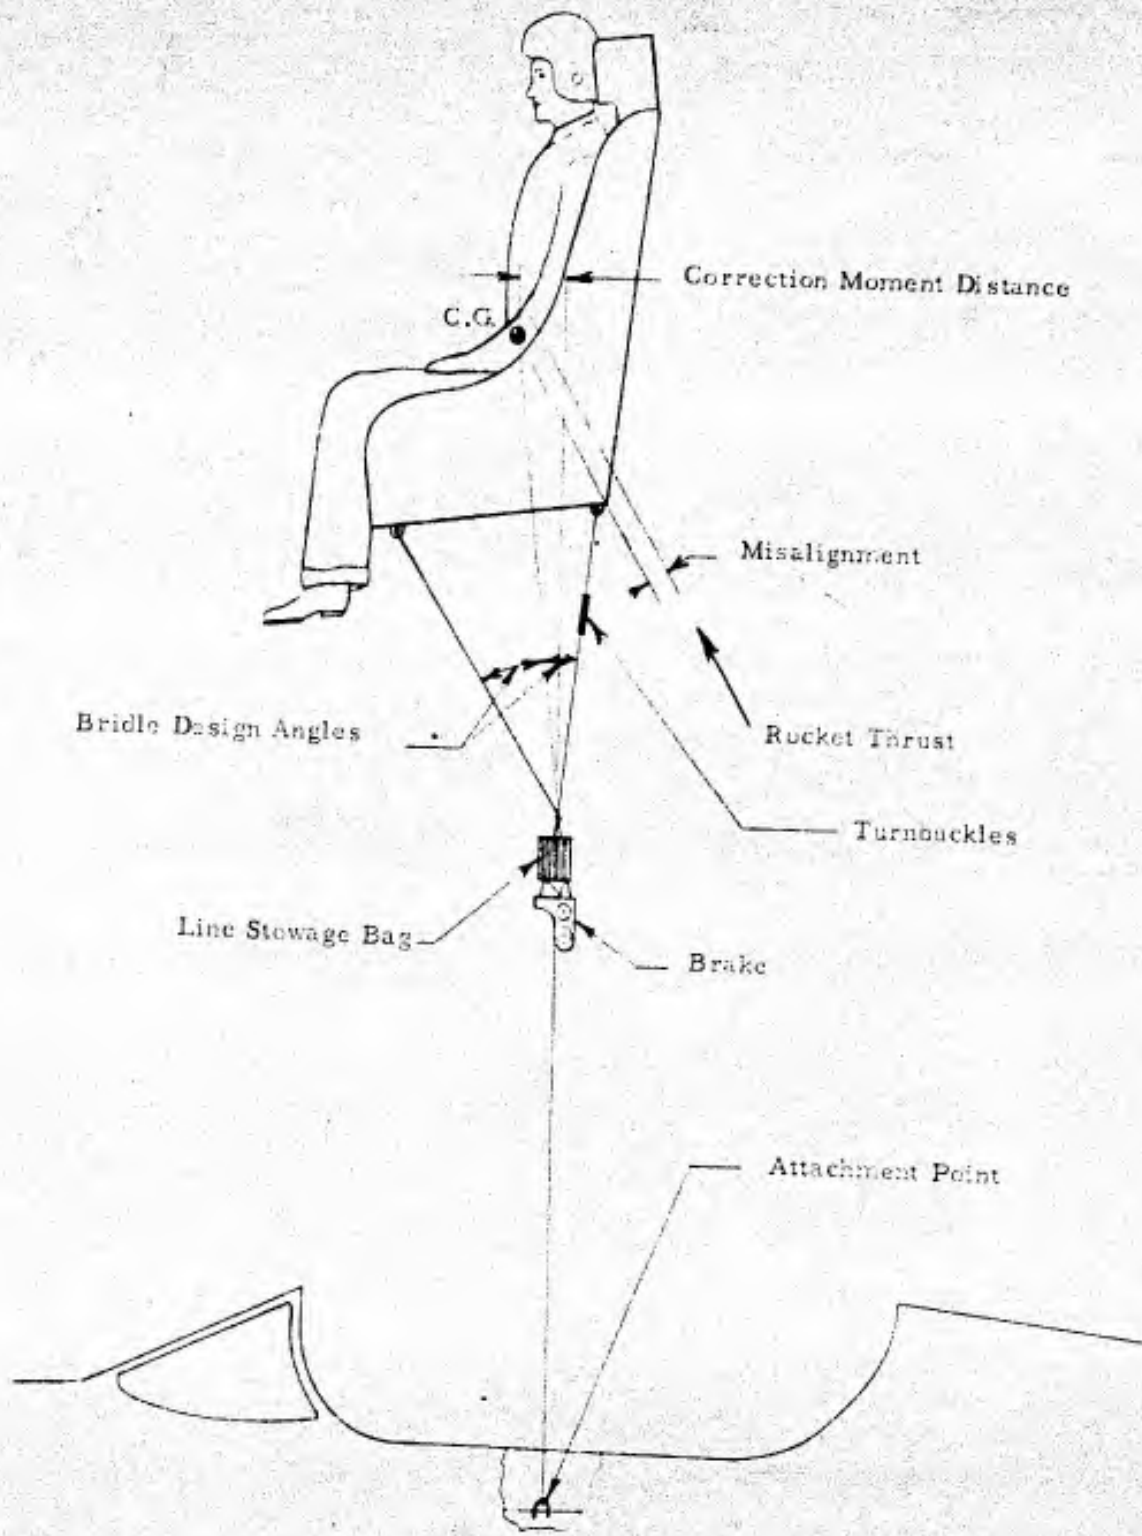 Correction Moment Distance
C.G.
Misalignment
Bridle Design Angles
Rocket Thrust
Turnbuckles
Line Stowage Bag
Brake
Attachment Point